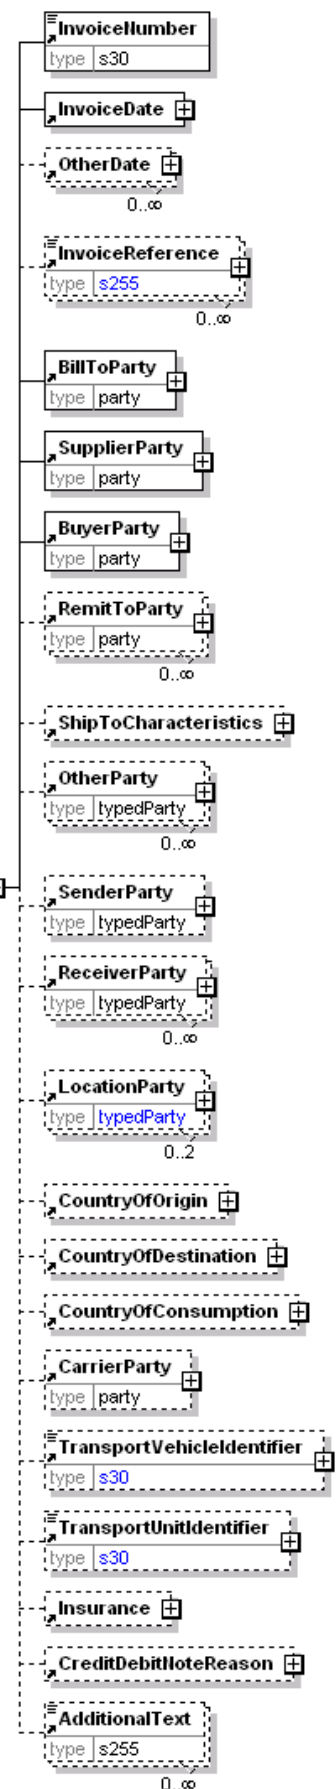 InvoiceNumber
type s30
InvoiceDate
OtherDate
0..∞
InvoiceReference
type s255
0..∞
BillToParty
type party
SupplierParty
type party
BuyerParty
type party
RemitToParty
type party
0..∞
ShipToCharacteristics
OtherParty
type typedParty
0..∞
SenderParty
type typedParty
ReceiverParty
type typedParty
0..∞
LocationParty
type typedParty
0..2
CountryOfOrigin
CountryOfDestination
CountryOfConsumption
CarrierParty
type party
TransportVehicleIdentifier
type s30
TransportUnitIdentifier
type s30
Insurance
CreditDebitNoteReason
AdditionalText
type s255
0..∞